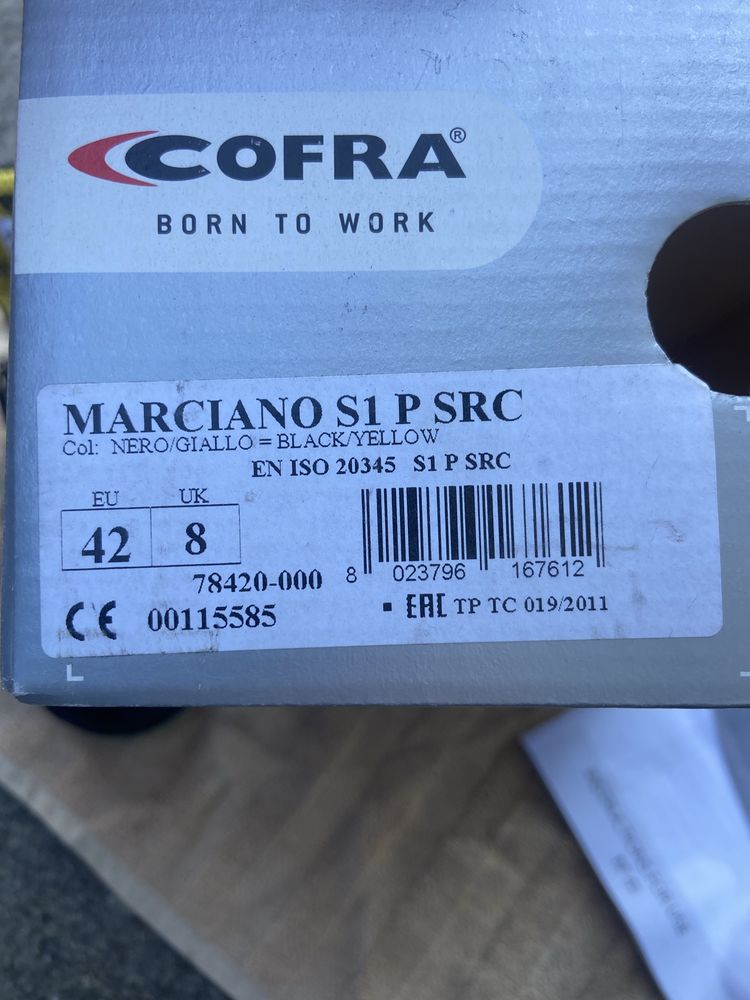 COFRA®
BORN TO WORK
MARCIANO S1 P SRC
Col: NERO/GIALLO = BLACK/YELLOW
EN ISO 20345 S1 P SRC
EU UK
42 8
78420-000
8 023796 167612
CE 00115585
EAC TP TC 019/2011